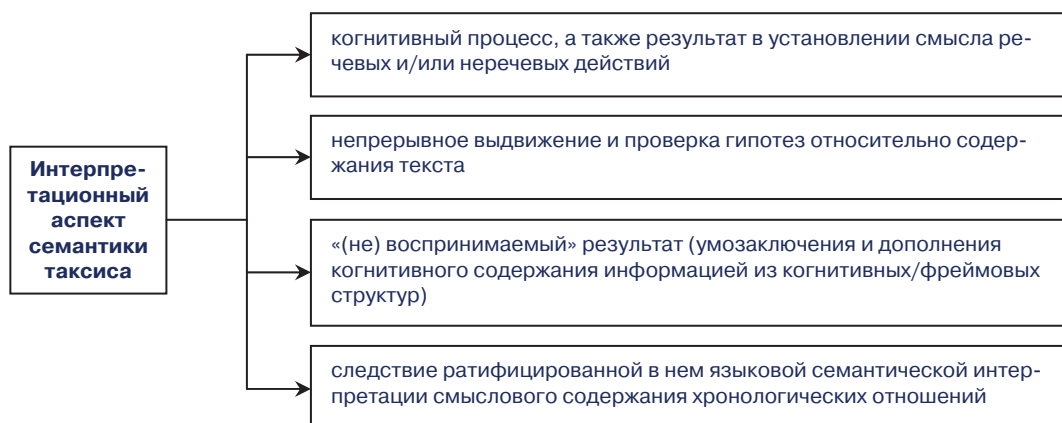 Интерпре-
тационный
аспект
семантики
таксиса
когнитивный процесс, а также результат в установлении смысла ре-
чевых и/или неречевых действий
непрерывное выдвижение и проверка гипотез относительно содер-
жания текста
«(не) воспринимаемый» результат (умозаключения и дополнения
когнитивного содержания информацией из когнитивных/фреймовых
структур)
следствие ратифицированной в нем языковой семантической интер-
претации смыслового содержания хронологических отношений